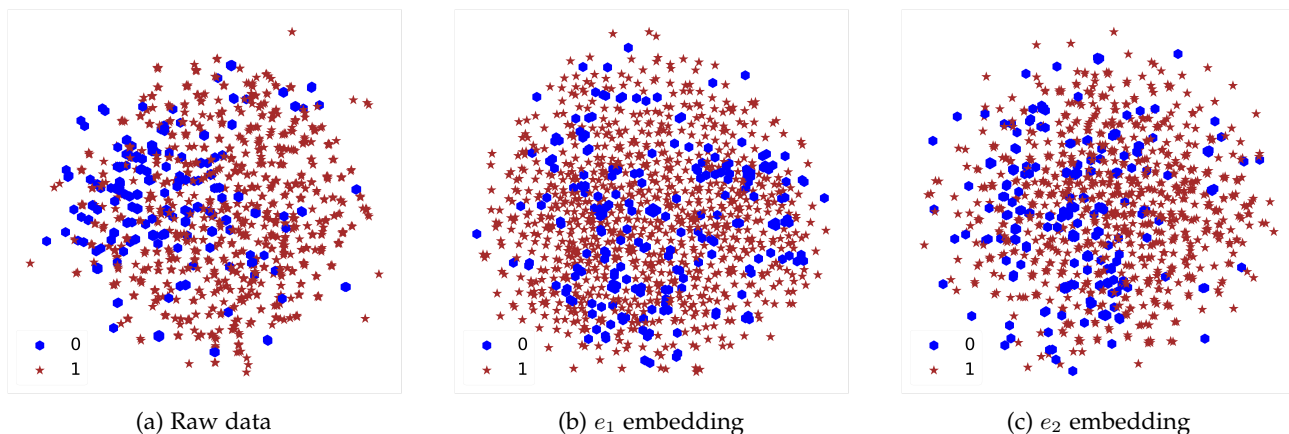 0
1
0
1
0
1
(a) Raw data
(b) e₁ embedding
(c) e₂ embedding